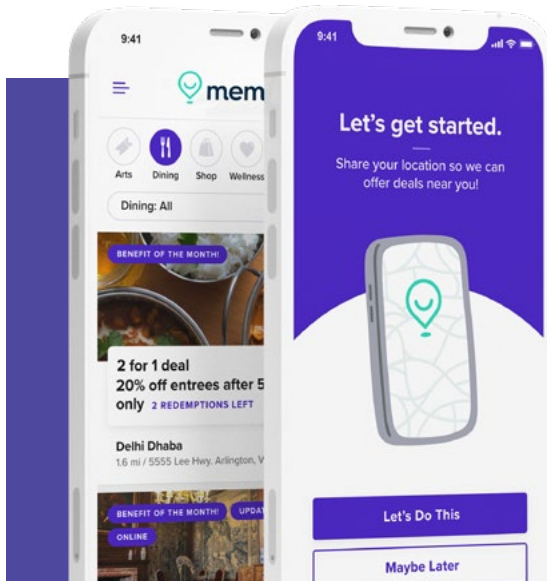 9:41
mem
Arts Dining Shop Wellness
Dining: All
BENEFIT OF THE MONTH!
2 for 1 deal
20% off entrees after 5
only 2 REDEMPTIONS LEFT
Delhi Dhaba
1.6 mi / 5555 Lee Hwy. Arlington, V
BENEFIT OF THE MONTH! UPDAT
ONLINE
9:41
Let's get started.
Share your location so we can
offer deals near you!
Let's Do This
Maybe Later